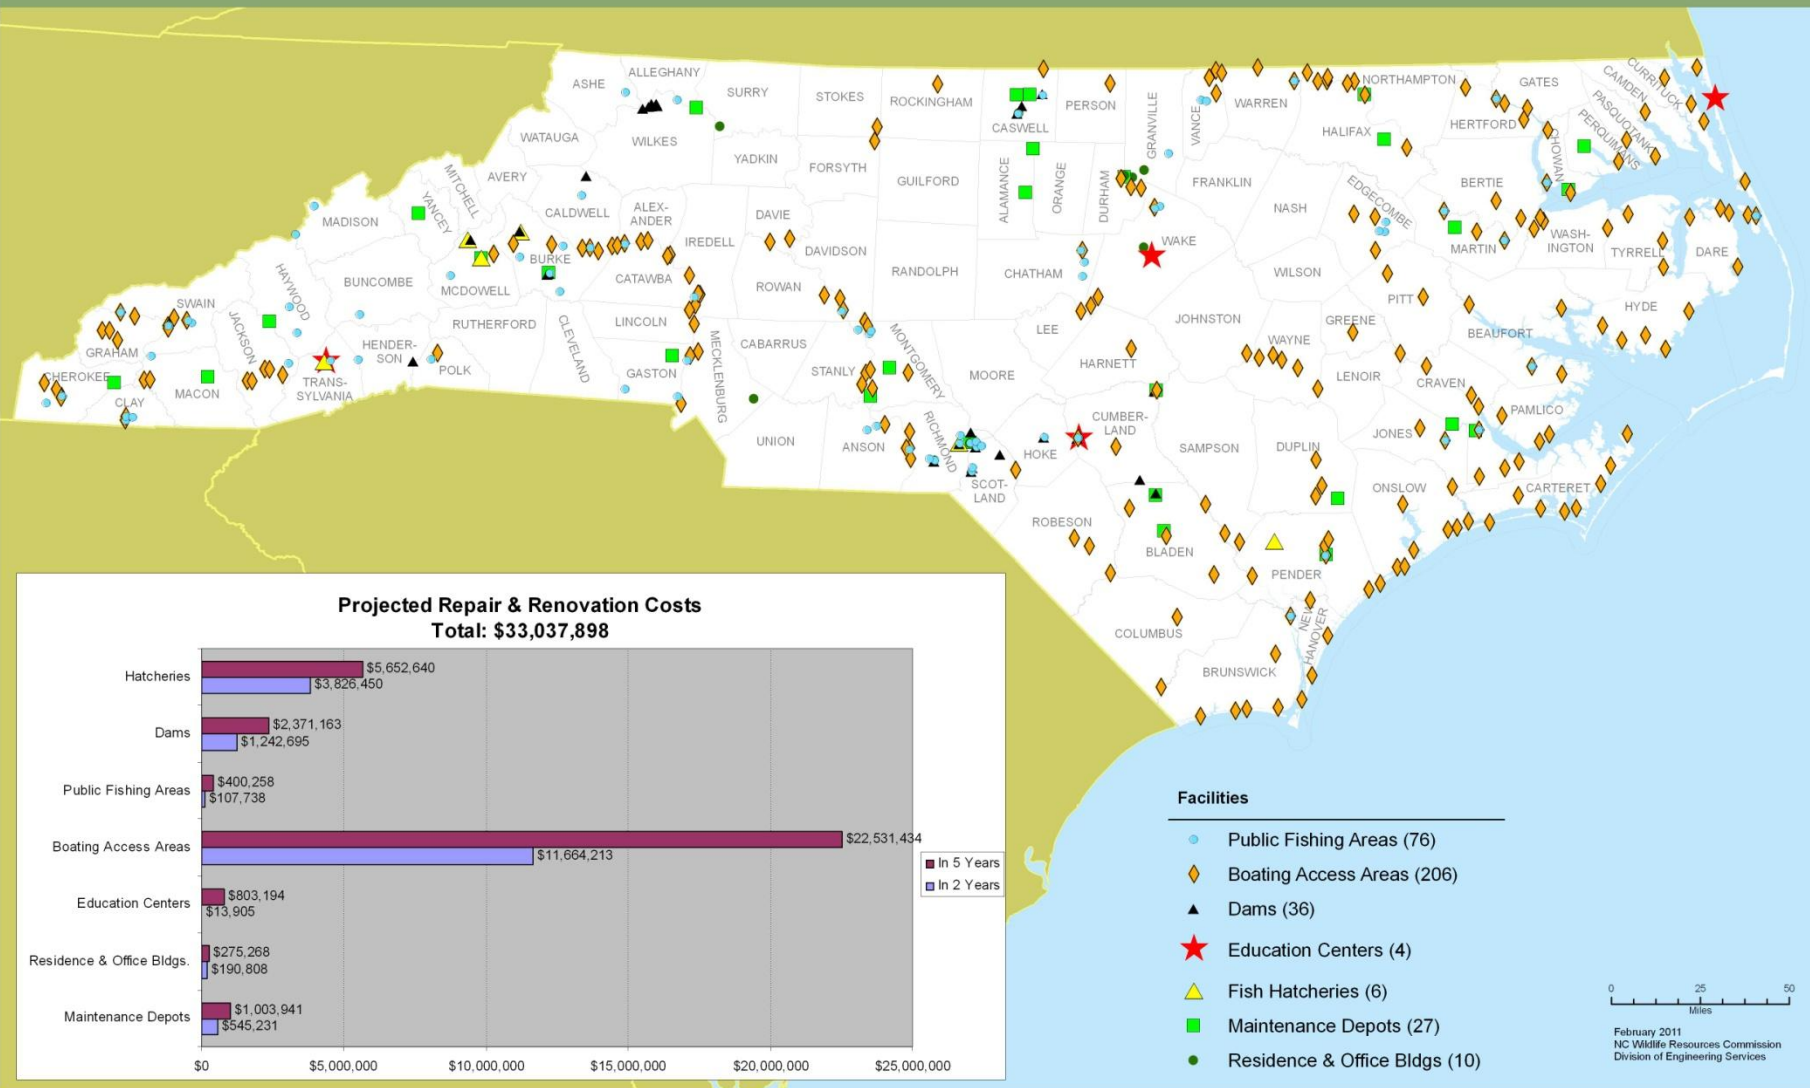 ASHE
ALLEGHANY
SURRY
STOKES
ROCKINGHAM
CASWELL
PERSON
GRANVILLE
VANCE
WARREN
NORTHAMPTON
GATES
CURRITUCK
CAMDEN
PASQUOTANK
PERQUIMANS
CHOWAN
HERTFORD
HALIFAX
WATAUGA
WILKES
YADKIN
FORSYTH
GUILFORD
ALAMANCE
ORANGE
DURHAM
FRANKLIN
NASH
EDGECOMBE
BERTIE
MITCHELL
AVERY
YANCEY
MADISON
CALDWELL
ALEX-
ANDER
IREDELL
DAVIE
DAVIDSON
RANDOLPH
CHATHAM
WAKE
WILSON
MARTIN
WASH-
INGTON
TYRRELL
DARE
HAYWOOD
BUNCOMBE
MCDOWELL
BURKE
CATAWBA
ROWAN
PITT
HYDE
BEAUFORT
SWAIN
JACKSON
GRAHAM
CHEROKEE
CLAY
MACON
TRANS-
SYLVANIA
HENDER-
SON
POLK
RUTHERFORD
CLEVELAND
LINCOLN
GASTON
MECKLENBURG
CABARRUS
STANLY
MONTGOMERY
MOORE
LEE
HARNETT
JOHNSTON
WAYNE
GREENE
LENOIR
CRAVEN
PAMLICO
UNION
ANSON
RICHMOND
SCOT-
LAND
HOKE
CUMBER-
LAND
SAMPSON
DUPLIN
JONES
ONSLOW
CARTERET
ROBESON
BLADEN
PENDER
COLUMBUS
BRUNSWICK
NEW
HANOVER
Projected Repair & Renovation Costs
Total: $33,037,898
Hatcheries
$5,652,640
$3,826,450
Dams
$2,371,163
$1,242,695
Public Fishing Areas
$400,258
$107,738
Boating Access Areas
$22,531,434
$11,664,213
Education Centers
$803,194
$13,905
Residence & Office Bldgs.
$275,268
$190,808
Maintenance Depots
$1,003,941
$545,231
$0 $5,000,000 $10,000,000 $15,000,000 $20,000,000 $25,000,000
In 5 Years
In 2 Years
Facilities
Public Fishing Areas (76)
Boating Access Areas (206)
Dams (36)
Education Centers (4)
Fish Hatcheries (6)
Maintenance Depots (27)
Residence & Office Bldgs (10)
0 25 50
Miles
February 2011
NC Wildlife Resources Commission
Division of Engineering Services